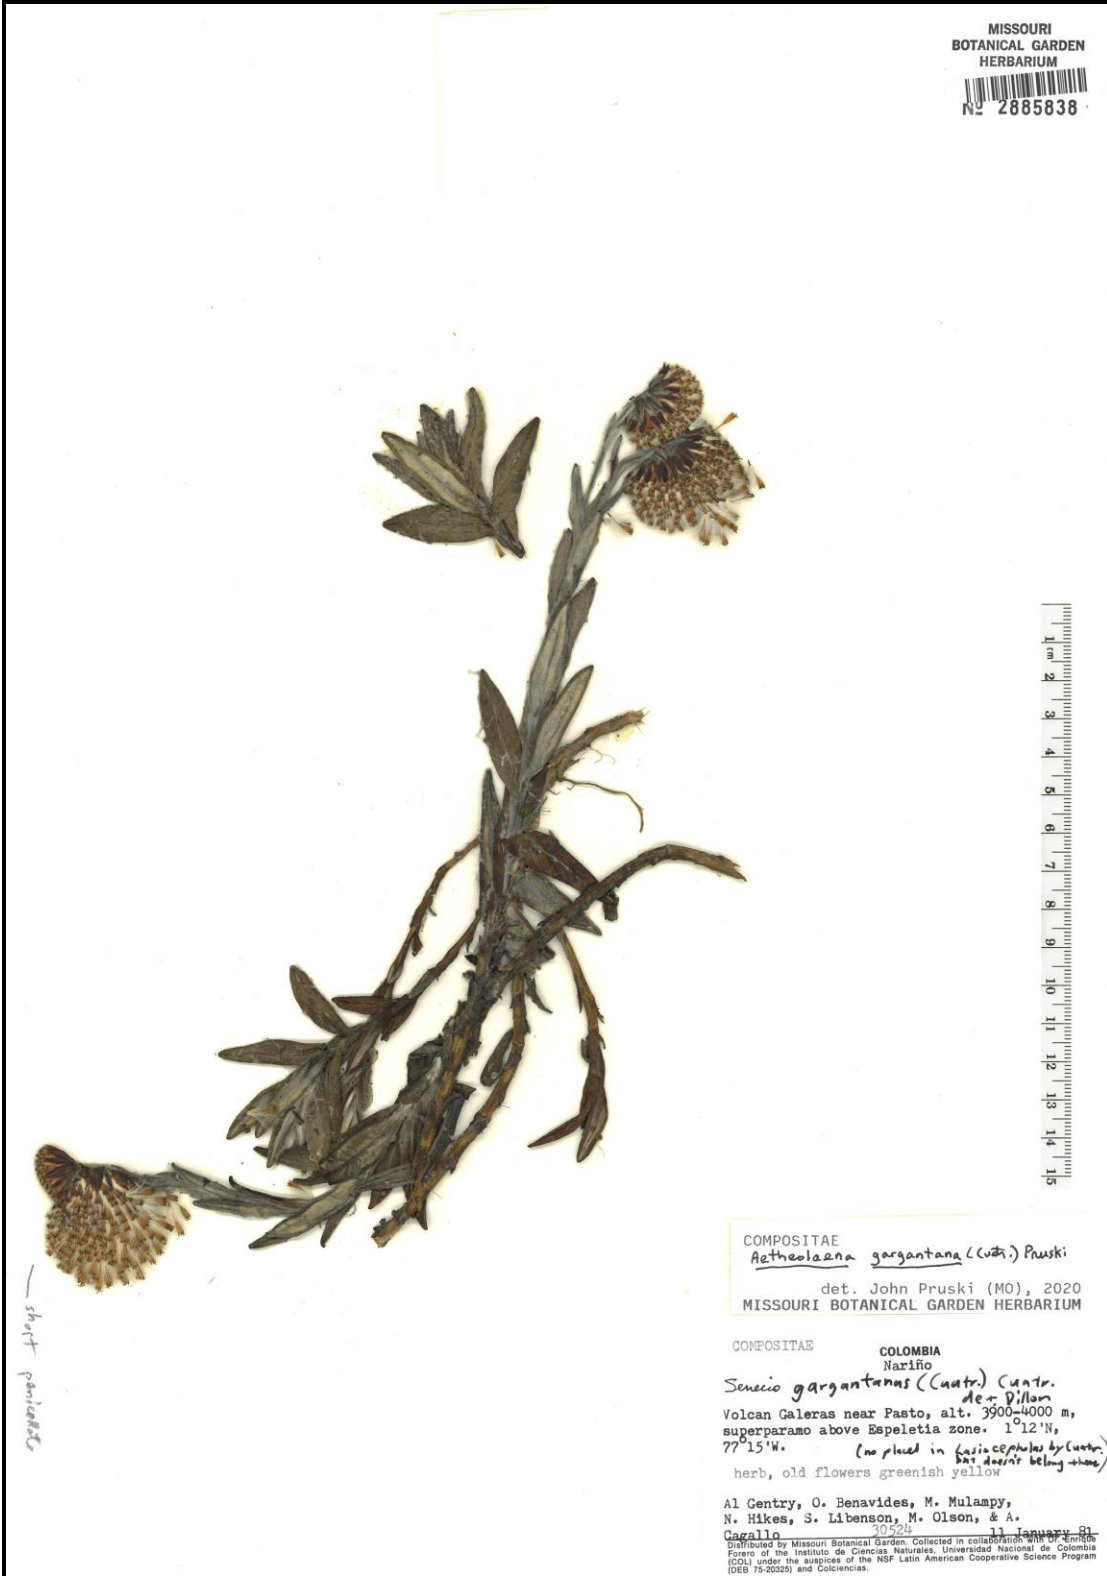 MISSOURI
BOTANICAL GARDEN
HERBARIUM
Nº 2885838
1 cm 2 3 4 5 6 7 8 9 10 11 12 13 14 15
short penicellate
COMPOSITAE
Aetheolaena gargantana (Cuatr.) Pruski
det. John Pruski (MO), 2020
MISSOURI BOTANICAL GARDEN HERBARIUM
COMPOSITAE
COLOMBIA
Nariño
Senecio gargantanus (Cuatr.) Cuatr.
det Dillon
Volcan Galeras near Pasto, alt. 3900-4000 m,
superparamo above Espeletia zone. 1°12'N,
77°15'W. (no placed in Lasiocephalus by Cuatr.
but doesn't belong there)
herb, old flowers greenish yellow
Al Gentry, O. Benavides, M. Mulampy,
N. Hikes, S. Libenson, M. Olson, & A.
Cagallo 30524 11 January 81
Distributed by Missouri Botanical Garden. Collected in collaboration with Dr. Enrique
Forero of the Instituto de Ciencias Naturales, Universidad Nacional de Colombia
(COL) under the auspices of the NSF Latin American Cooperative Science Program
(DEB 75-20325) and Colciencias.